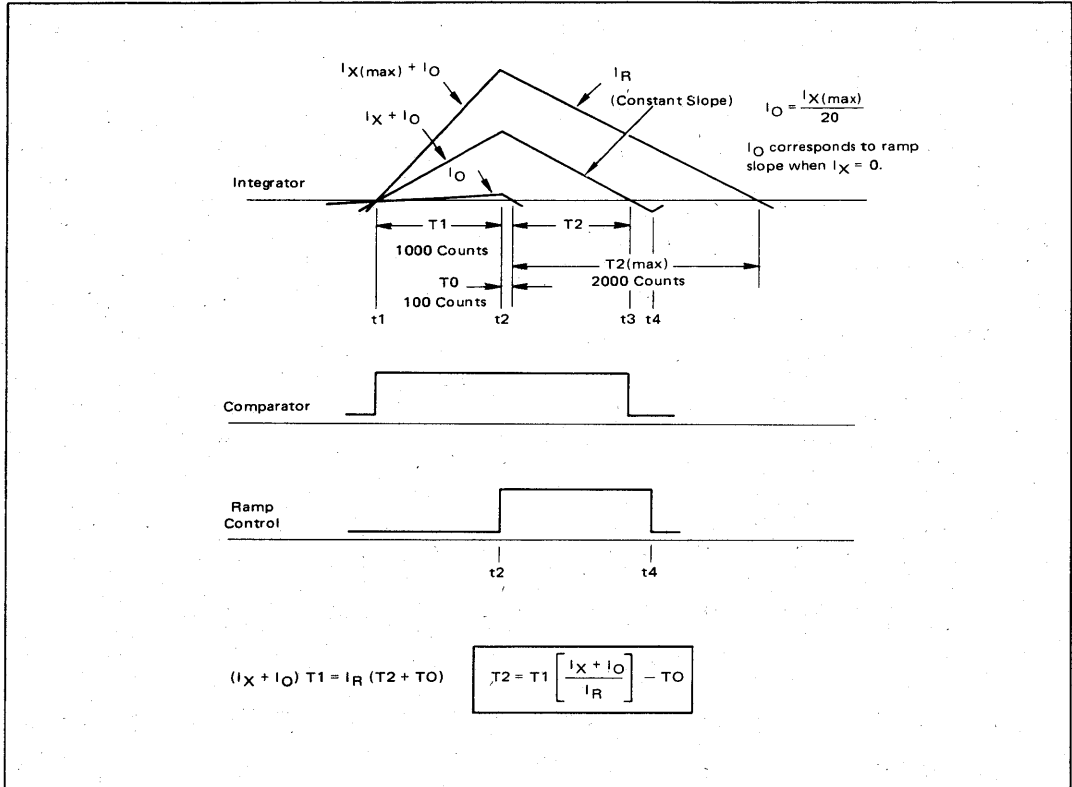 IX(max) + IO
IR
(Constant Slope)
IO = IX(max) / 20
IX + IO
IO corresponds to ramp
slope when IX = 0.
IO
Integrator
T1
T2
1000 Counts
T2(max)
2000 Counts
TO
100 Counts
t1
t2
t3
t4
Comparator
Ramp
Control
t2
t4
(IX + IO) T1 = IR (T2 + TO)
T2 = T1 [ IX + IO / IR ] − TO